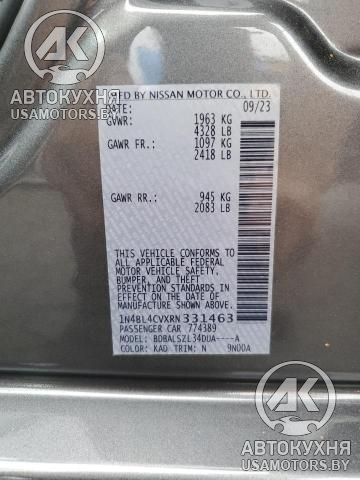 АК
АВТОКУХНЯ
USAMOTORS.BY
MFD BY NISSAN MOTOR CO., LTD.
DATE: 09/23
GVWR: 1963 KG
4328 LB
GAWR FR.: 1097 KG
2418 LB
GAWR RR.: 945 KG
2083 LB
THIS VEHICLE CONFORMS TO
ALL APPLICABLE FEDERAL
MOTOR VEHICLE SAFETY,
BUMPER, AND THEFT
PREVENTION STANDARDS
IN EFFECT ON THE DATE OF
MANUFACTURE SHOWN ABOVE.
1N4BL4CVXRN331463
PASSENGER CAR 774389
MODEL: BDBALSZL34DUA----A
COLOR: KAD TRIM: N 9N00A
АК
АВТОКУХНЯ
USAMOTORS.BY